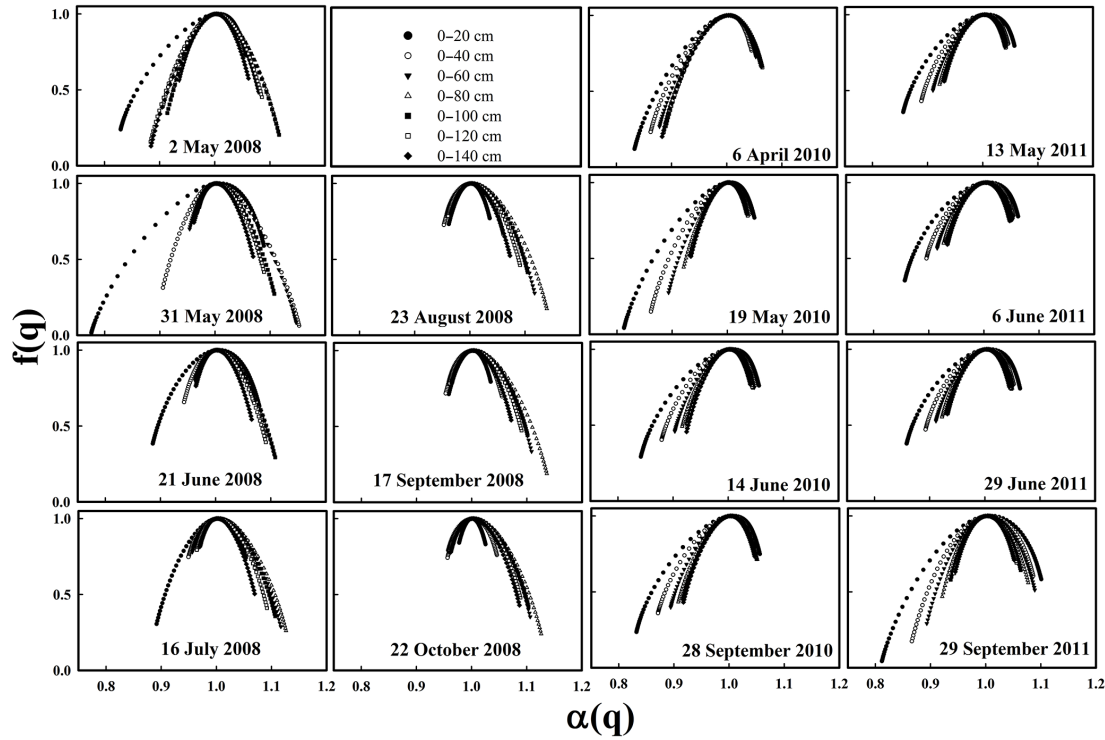 f(q)
1.0
0.5
0.0
2 May 2008
0−20 cm
0−40 cm
0−60 cm
0−80 cm
0−100 cm
0−120 cm
0−140 cm
6 April 2010
13 May 2011
1.0
0.5
0.0
31 May 2008
23 August 2008
19 May 2010
6 June 2011
1.0
0.5
0.0
21 June 2008
17 September 2008
14 June 2010
29 June 2011
1.0
0.5
0.0
16 July 2008
22 October 2008
28 September 2010
29 September 2011
0.8 0.9 1.0 1.1 1.2 0.8 0.9 1.0 1.1 0.8 0.9 1.0 1.1 0.8 0.9 1.0 1.1 1.2
α(q)